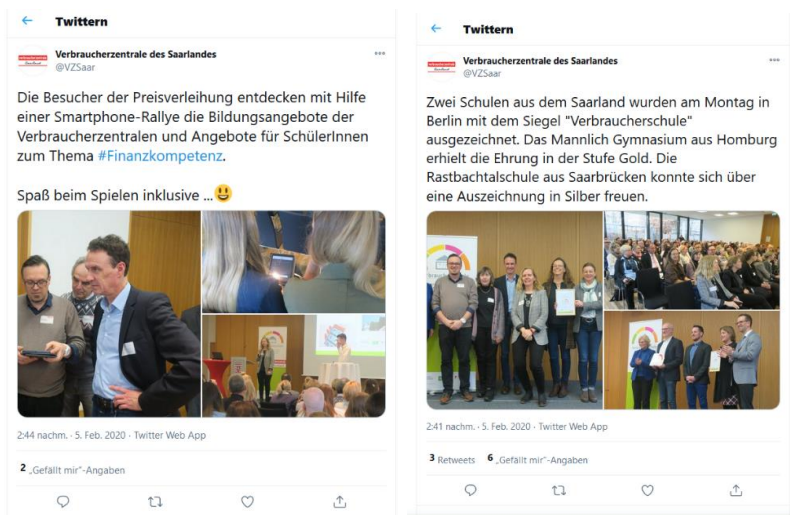 Twittern
Verbraucherzentrale des Saarlandes
@VZSaar
Die Besucher der Preisverleihung entdecken mit Hilfe
einer Smartphone-Rallye die Bildungsangebote der
Verbraucherzentralen und Angebote für SchülerInnen
zum Thema #Finanzkompetenz.
Spaß beim Spielen inklusive ...😃
2:44 nachm. · 5. Feb. 2020 · Twitter Web App
2 „Gefällt mir"-Angaben
Twittern
Verbraucherzentrale des Saarlandes
@VZSaar
Zwei Schulen aus dem Saarland wurden am Montag in
Berlin mit dem Siegel "Verbraucherschule"
ausgezeichnet. Das Mannlich Gymnasium aus Homburg
erhielt die Ehrung in der Stufe Gold. Die
Rastbachtalschule aus Saarbrücken konnte sich über
eine Auszeichnung in Silber freuen.
2:41 nachm. · 5. Feb. 2020 · Twitter Web App
3 Retweets 6 „Gefällt mir"-Angaben